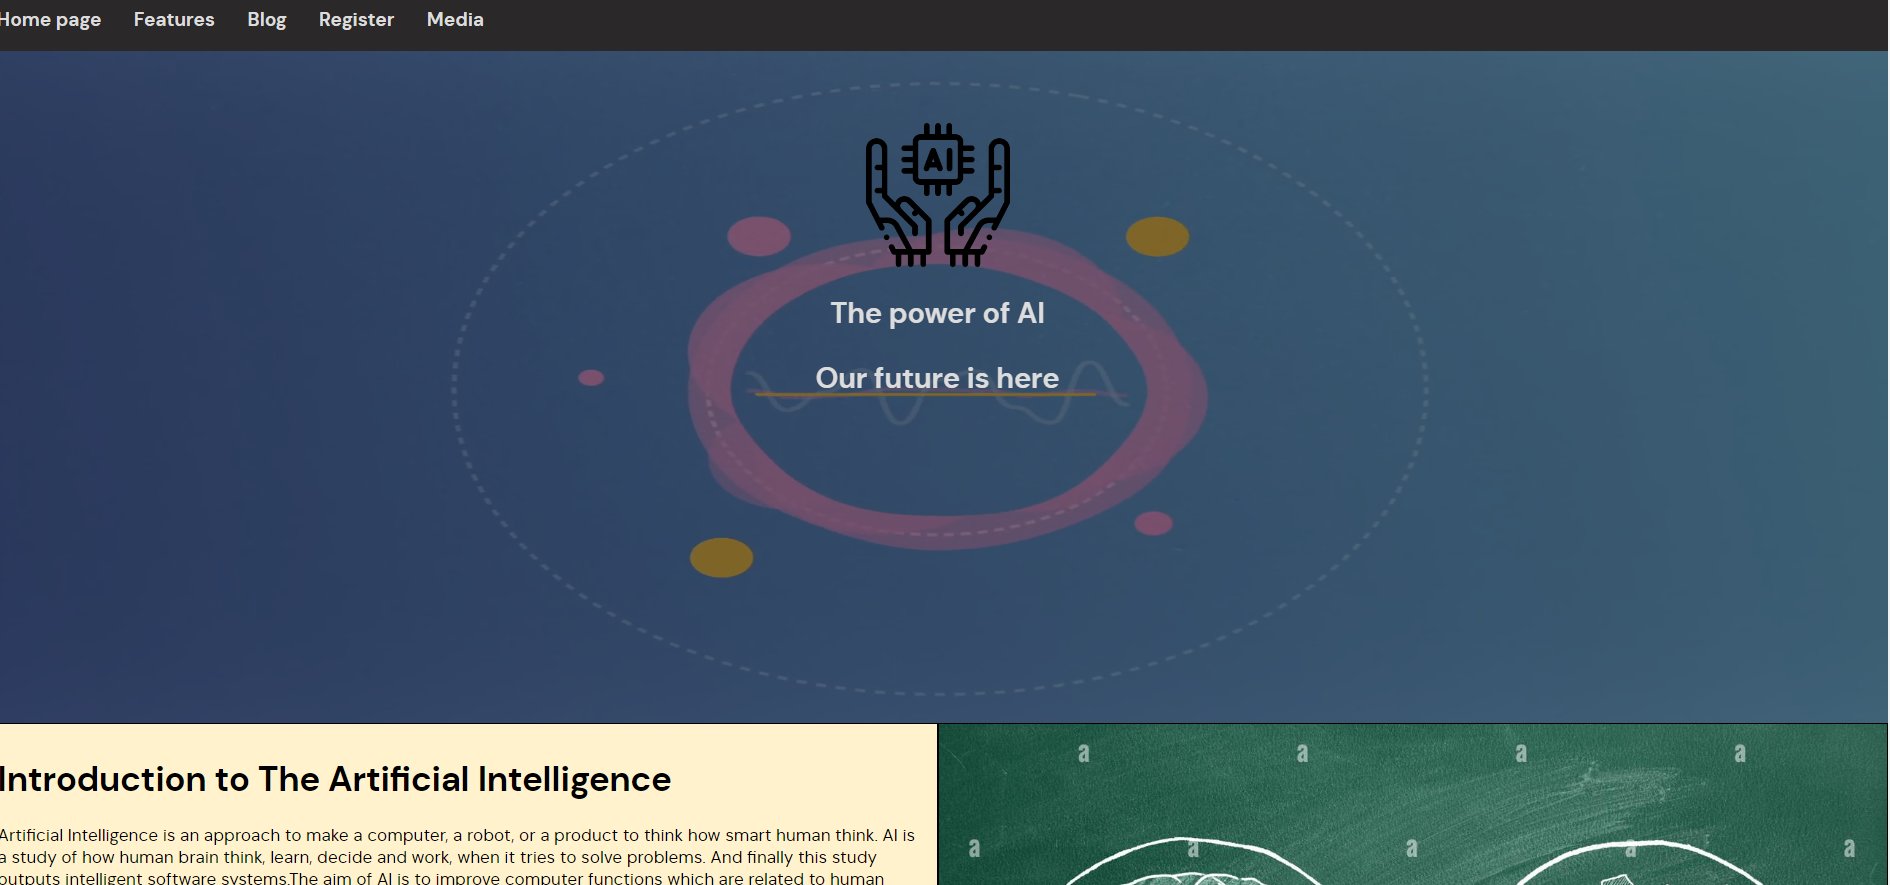 Home page Features Blog Register Media
AI
The power of AI
Our future is here
Introduction to The Artificial Intelligence
Artificial Intelligence is an approach to make a computer, a robot, or a product to think how smart human think. AI is
a study of how human brain think, learn, decide and work, when it tries to solve problems. And finally this study
outputs intelligent software systems.The aim of AI is to improve computer functions which are related to human
a a a a
a a a a a